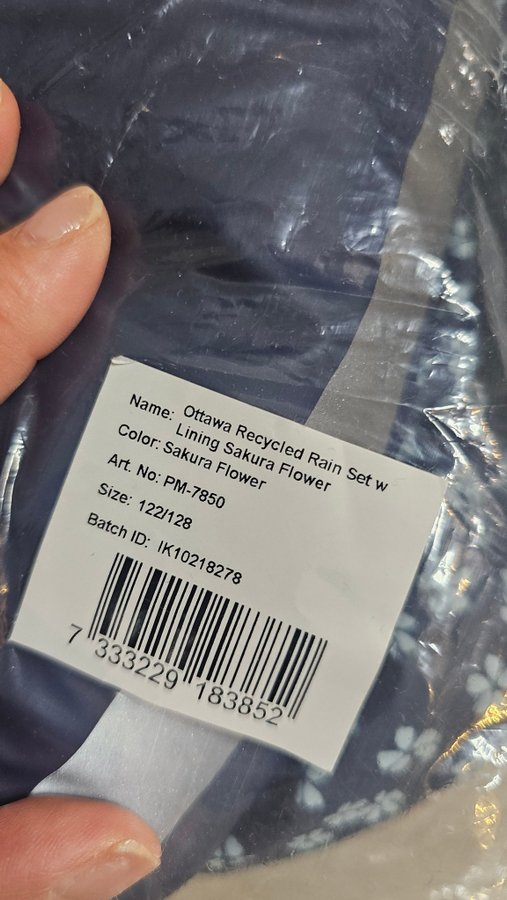 Name: Ottawa Recycled Rain Set w
Lining Sakura Flower
Color: Sakura Flower
Art. No: PM-7850
Size: 122/128
Batch ID: IK10218278
7 333229 183852